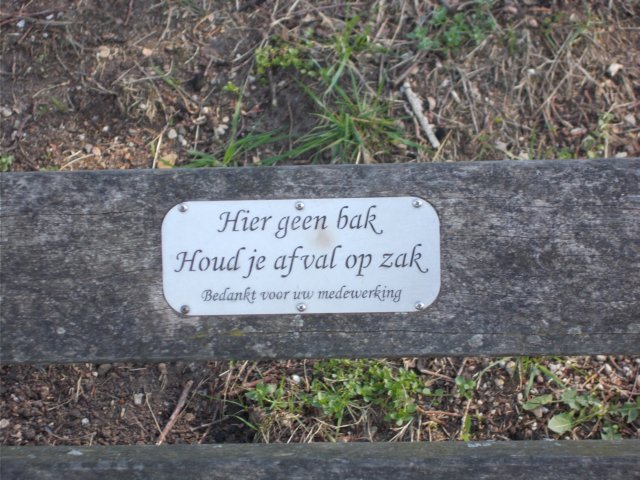 Hier geen bak
Houd je afval op zak
Bedankt voor uw medewerking